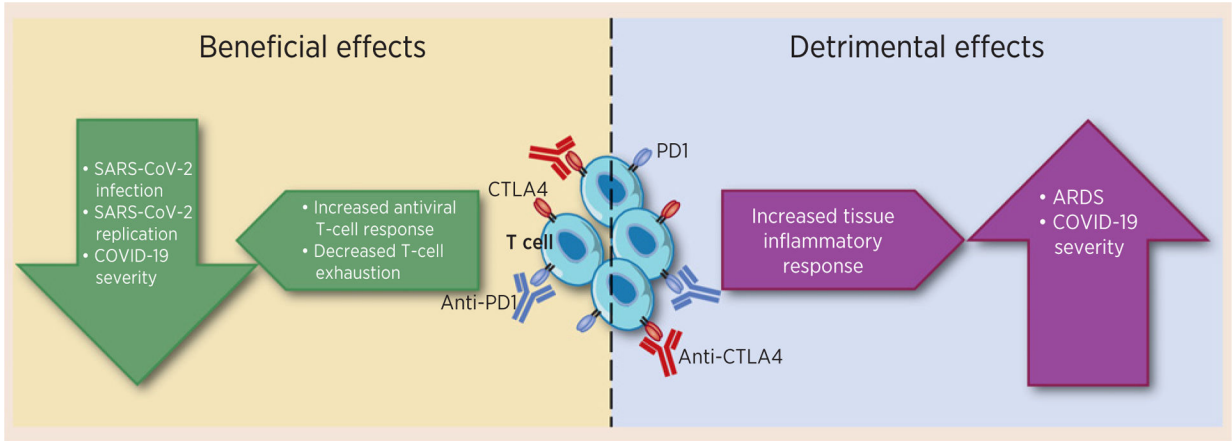 Beneficial effects
• SARS-CoV-2
infection
• SARS-CoV-2
replication
• COVID-19
severity
• Increased antiviral
T-cell response
• Decreased T-cell
exhaustion
CTLA4
T cell
Anti-PD1
Detrimental effects
PD1
Anti-CTLA4
Increased tissue
inflammatory
response
• ARDS
• COVID-19
severity